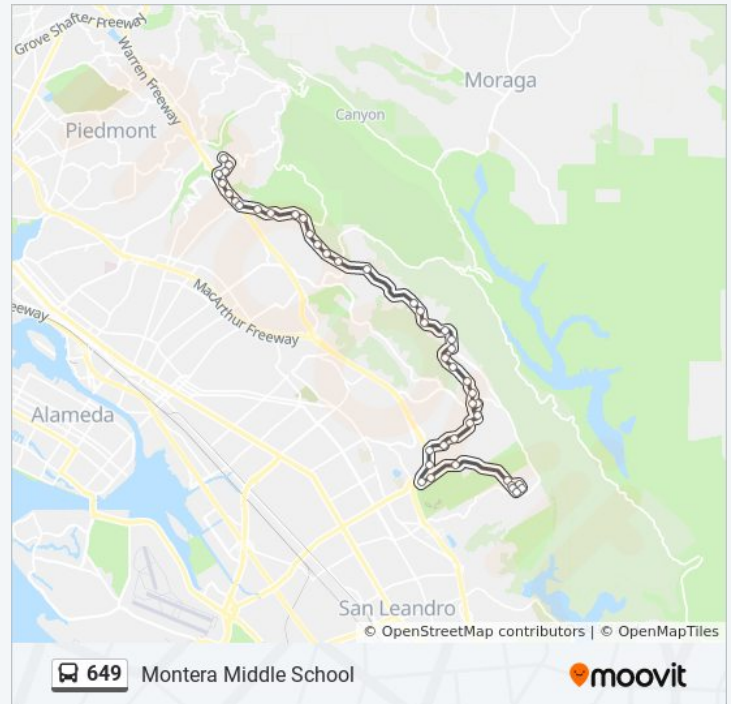 Grove Shafter Freeway
Warren Freeway
Moraga
Canyon
Piedmont
MacArthur Freeway
eeway
Alameda
San Leandro
© OpenStreetMap contributors | © OpenMapTiles
649 Montera Middle School
moovit